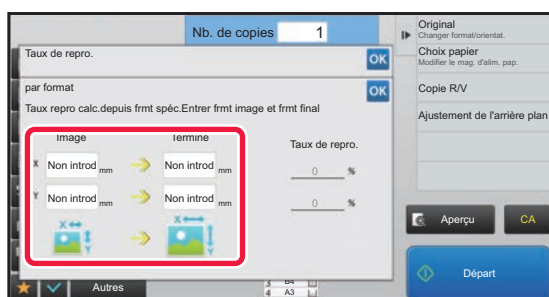 Nb. de copies 1
Taux de repro.
OK
par format
OK
Taux repro calc.depuis frmt spéc.Entrer frmt image et frmt final
Image
Terminé
Taux de repro.
X Non introd mm Non introd mm 0 %
Y Non introd mm Non introd mm 0 %
X
Y
X
Y
Autres
3 B4
4 A3
Original
Changer format/orientat.
Choix papier
Modifier le mag. d'alim. pap.
Copie R/V
Ajustement de l'arrière plan
Aperçu
CA
Départ